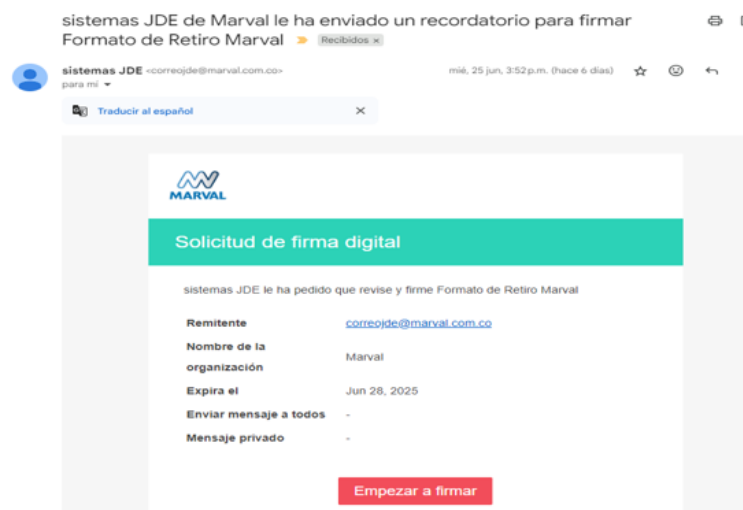 sistemas JDE de Marval le ha enviado un recordatorio para firmar
Formato de Retiro Marval Recibidos ×
sistemas JDE <correojde@marval.com.co> mié, 25 jun, 3:52 p.m. (hace 6 días)
para mí
Traducir al español ×
MARVAL
Solicitud de firma digital
sistemas JDE le ha pedido que revise y firme Formato de Retiro Marval
Remitente correojde@marval.com.co
Nombre de la
organización Marval
Expira el Jun 28, 2025
Enviar mensaje a todos -
Mensaje privado -
Empezar a firmar